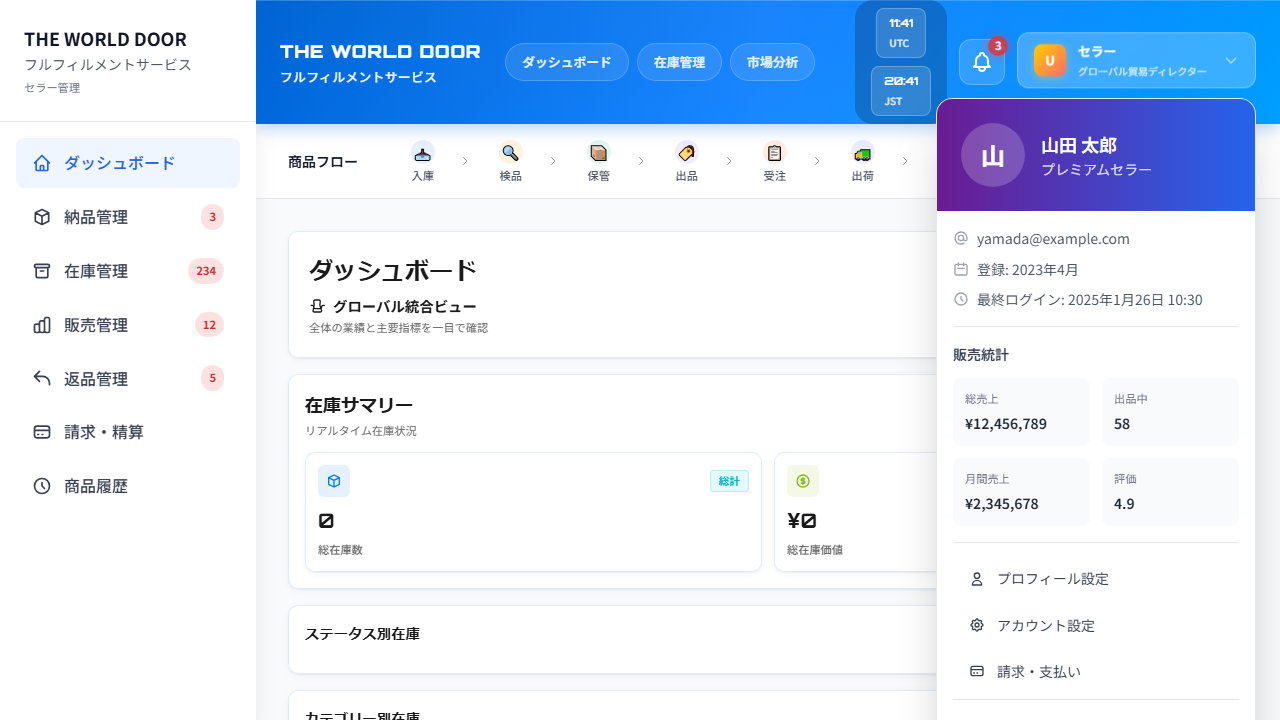 THE WORLD DOOR
フルフィルメントサービス
セラー管理
ダッシュボード
納品管理 3
在庫管理 234
販売管理 12
返品管理 5
請求・精算
商品履歴
THE WORLD DOOR
フルフィルメントサービス
ダッシュボード
在庫管理
市場分析
11:41
UTC
20:41
JST
3
U
セラー
グローバル貿易ディレクター
商品フロー
入庫
検品
保管
出品
受注
出荷
ダッシュボード
グローバル統合ビュー
全体の業績と主要指標を一目で確認
在庫サマリー
リアルタイム在庫状況
総計
0
総在庫数
¥0
総在庫価値
ステータス別在庫
カテゴリー別在庫
山
山田 太郎
プレミアムセラー
yamada@example.com
登録: 2023年4月
最終ログイン: 2025年1月26日 10:30
販売統計
総売上
¥12,456,789
出品中
58
月間売上
¥2,345,678
評価
4.9
プロフィール設定
アカウント設定
請求・支払い